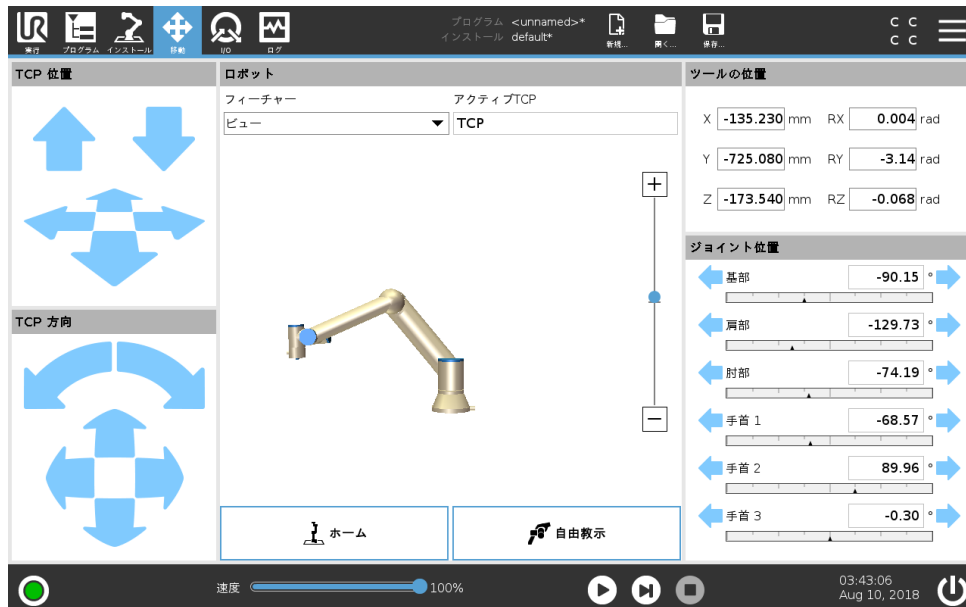 プログラム <unnamed>*
インストール default*
C C
C C
UR
実行
プログラム
インストール
移動
I/O
ログ
新規...
開く...
保存...
TCP 位置
TCP 方向
ロボット
フィーチャー
アクティブTCP
ビュー
TCP
+
−
ホーム
自由教示
ツールの位置
X -135.230 mm RX 0.004 rad
Y -725.080 mm RY -3.14 rad
Z -173.540 mm RZ -0.068 rad
ジョイント位置
基部 -90.15 °
肩部 -129.73 °
肘部 -74.19 °
手首 1 -68.57 °
手首 2 89.96 °
手首 3 -0.30 °
速度 100%
03:43:06
Aug 10, 2018